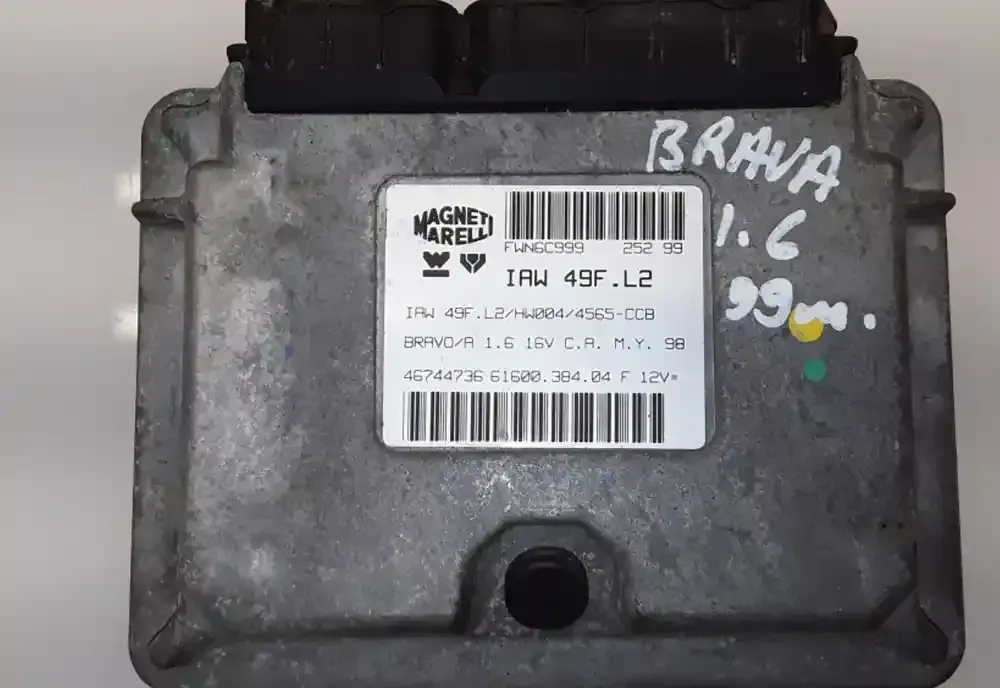 BRAVA
1.6
99m.
MAGNETI
MARELLI
FWN6C999 252 99
IAW 49F.L2
IAW 49F.L2/HW004/4565-CCB
BRAVO/A 1.6 16V C.A. M.Y. 98
46744736 61600.384.04 F 12V=